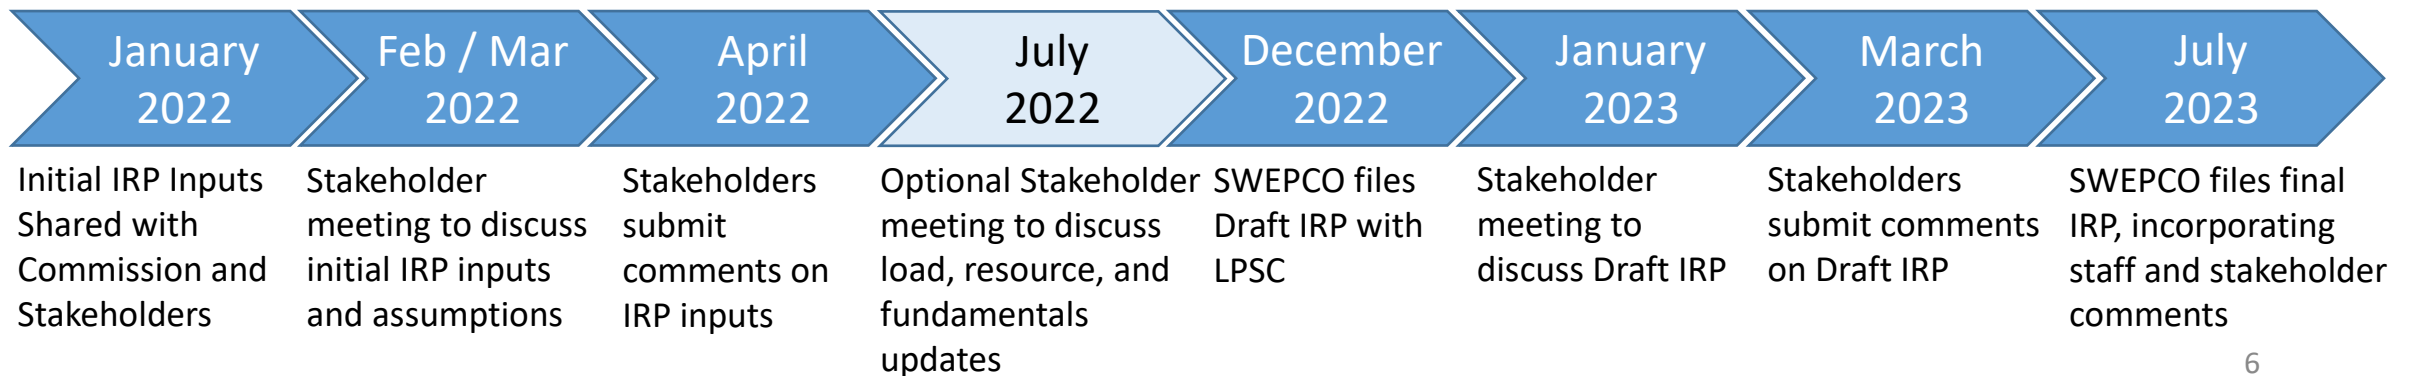 January
2022
Feb / Mar
2022
April
2022
July
2022
December
2022
January
2023
March
2023
July
2023
Initial IRP Inputs
Shared with
Commission and
Stakeholders
Stakeholder
meeting to discuss
initial IRP inputs
and assumptions
Stakeholders
submit
comments on
IRP inputs
Optional Stakeholder
meeting to discuss
load, resource, and
fundamentals
updates
SWEPCO files
Draft IRP with
LPSC
Stakeholder
meeting to
discuss Draft IRP
Stakeholders
submit comments
on Draft IRP
SWEPCO files final
IRP, incorporating
staff and stakeholder
comments
6